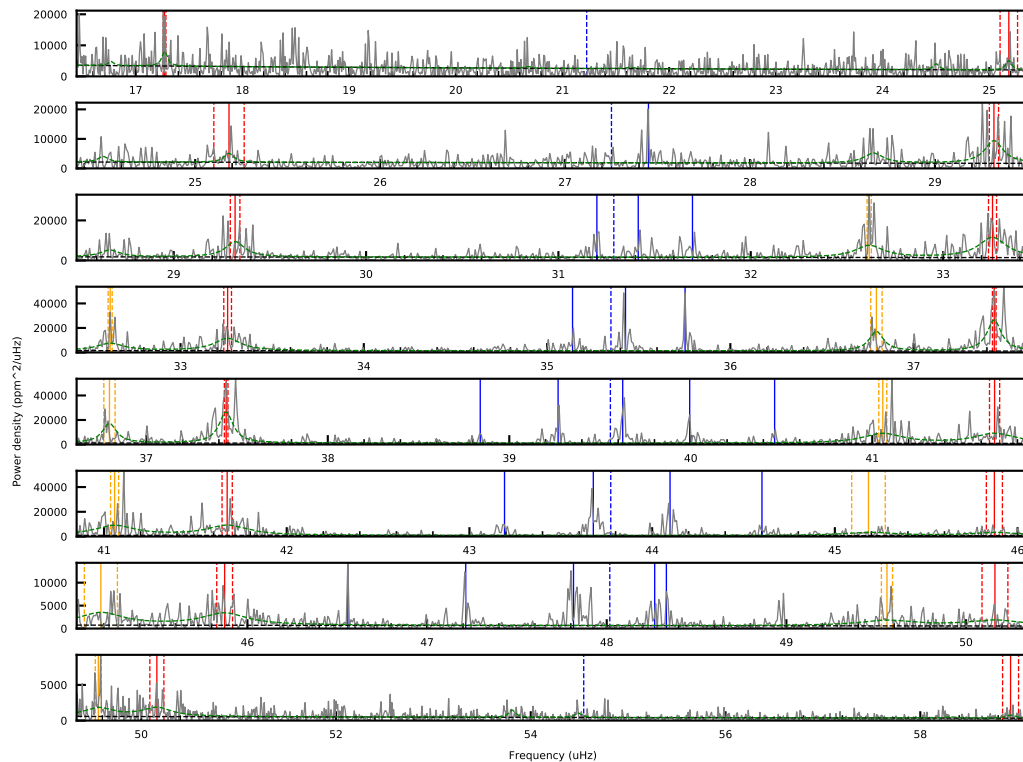 20000
10000
0
17 18 19 20 21 22 23 24 25
20000
10000
0
25 26 27 28 29
20000
0
29 30 31 32 33
40000
20000
0
33 34 35 36 37
40000
20000
0
37 38 39 40 41
Power density (ppm^2/uHz)
40000
20000
0
41 42 43 44 45 46
10000
5000
0
46 47 48 49 50
5000
0
50 52 54 56 58
Frequency (uHz)